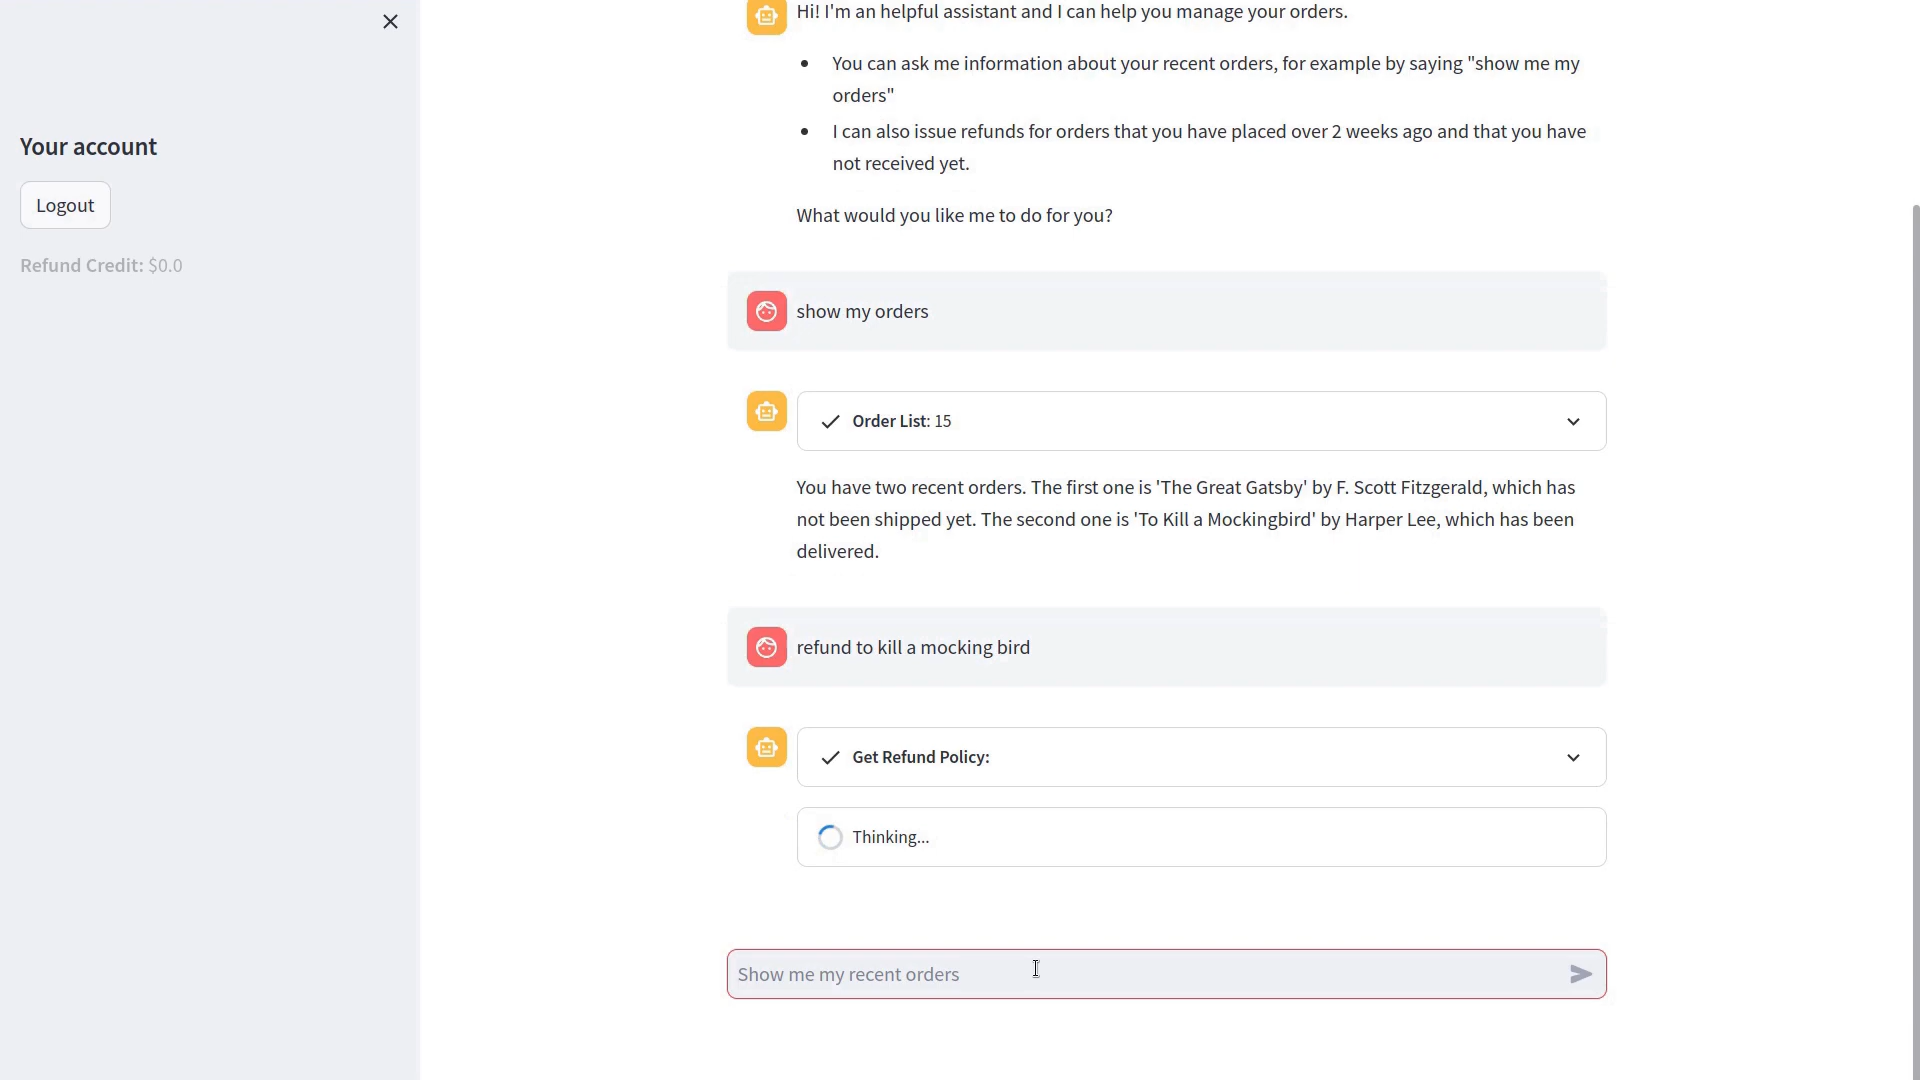 Your account
Logout
Refund Credit: $0.0
Hi! I'm an helpful assistant and I can help you manage your orders.
You can ask me information about your recent orders, for example by saying "show me my
orders"
I can also issue refunds for orders that you have placed over 2 weeks ago and that you have
not received yet.
What would you like me to do for you?
show my orders
Order List: 15
You have two recent orders. The first one is 'The Great Gatsby' by F. Scott Fitzgerald, which has
not been shipped yet. The second one is 'To Kill a Mockingbird' by Harper Lee, which has been
delivered.
refund to kill a mocking bird
Get Refund Policy:
Thinking...
Show me my recent orders